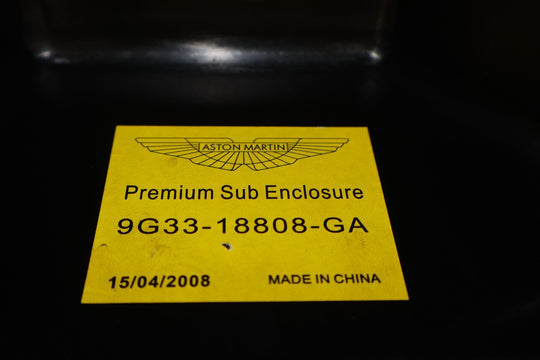 ASTON MARTIN
Premium Sub Enclosure
9G33-18808-GA
15/04/2008 MADE IN CHINA